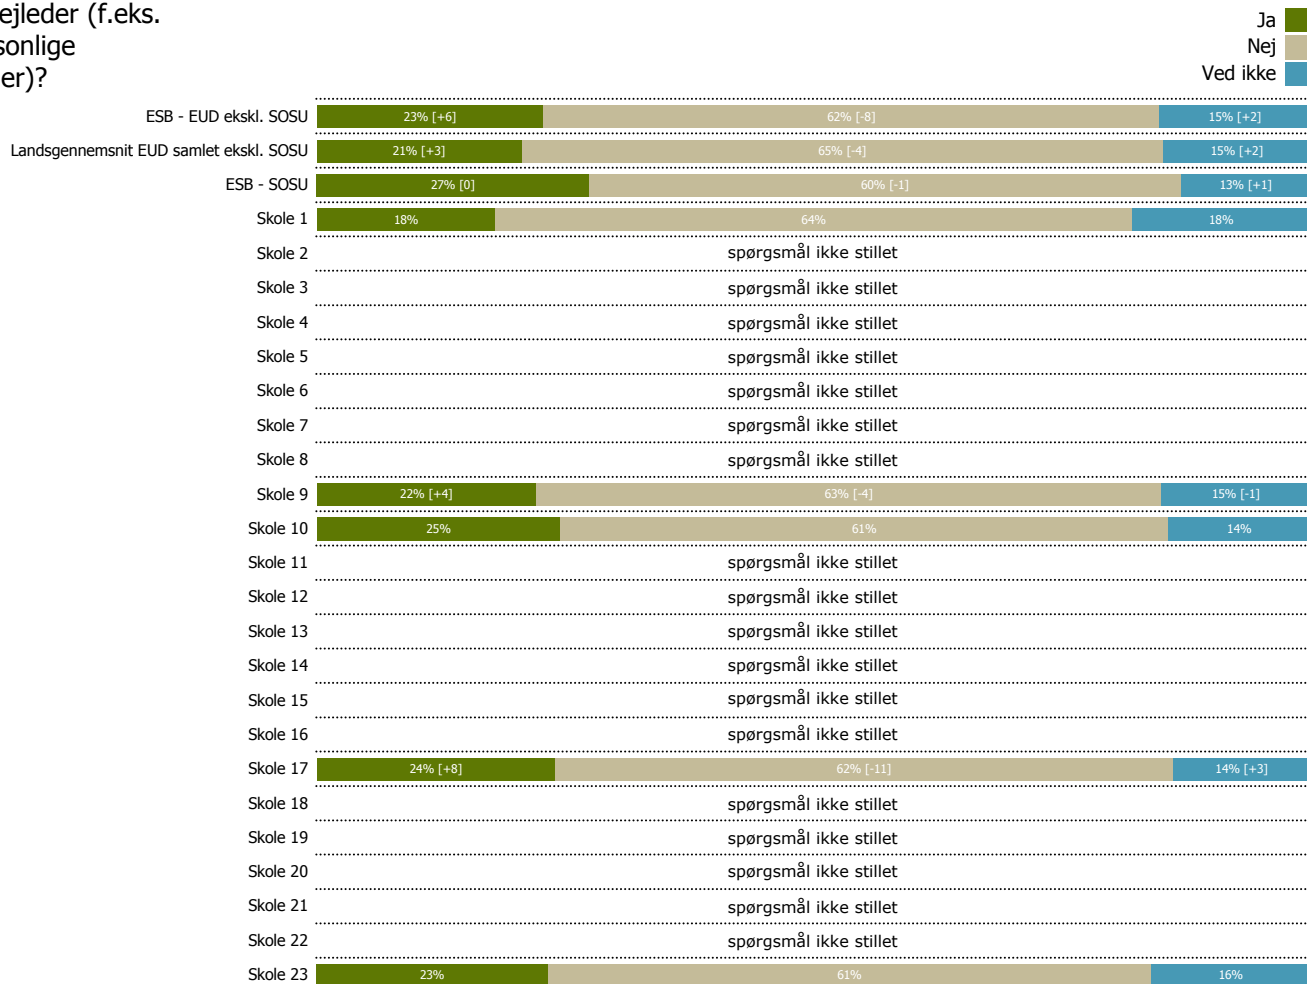 ejleder (f.eks.
sonlige
er)?
Ja
Nej
Ved ikke
ESB - EUD ekskl. SOSU 23% [+6] 62% [-8] 15% [+2]
Landsgennemsnit EUD samlet ekskl. SOSU 21% [+3] 65% [-4] 15% [+2]
ESB - SOSU 27% [0] 60% [-1] 13% [+1]
Skole 1 18% 64% 18%
Skole 2 spørgsmål ikke stillet
Skole 3 spørgsmål ikke stillet
Skole 4 spørgsmål ikke stillet
Skole 5 spørgsmål ikke stillet
Skole 6 spørgsmål ikke stillet
Skole 7 spørgsmål ikke stillet
Skole 8 spørgsmål ikke stillet
Skole 9 22% [+4] 63% [-4] 15% [-1]
Skole 10 25% 61% 14%
Skole 11 spørgsmål ikke stillet
Skole 12 spørgsmål ikke stillet
Skole 13 spørgsmål ikke stillet
Skole 14 spørgsmål ikke stillet
Skole 15 spørgsmål ikke stillet
Skole 16 spørgsmål ikke stillet
Skole 17 24% [+8] 62% [-11] 14% [+3]
Skole 18 spørgsmål ikke stillet
Skole 19 spørgsmål ikke stillet
Skole 20 spørgsmål ikke stillet
Skole 21 spørgsmål ikke stillet
Skole 22 spørgsmål ikke stillet
Skole 23 23% 61% 16%